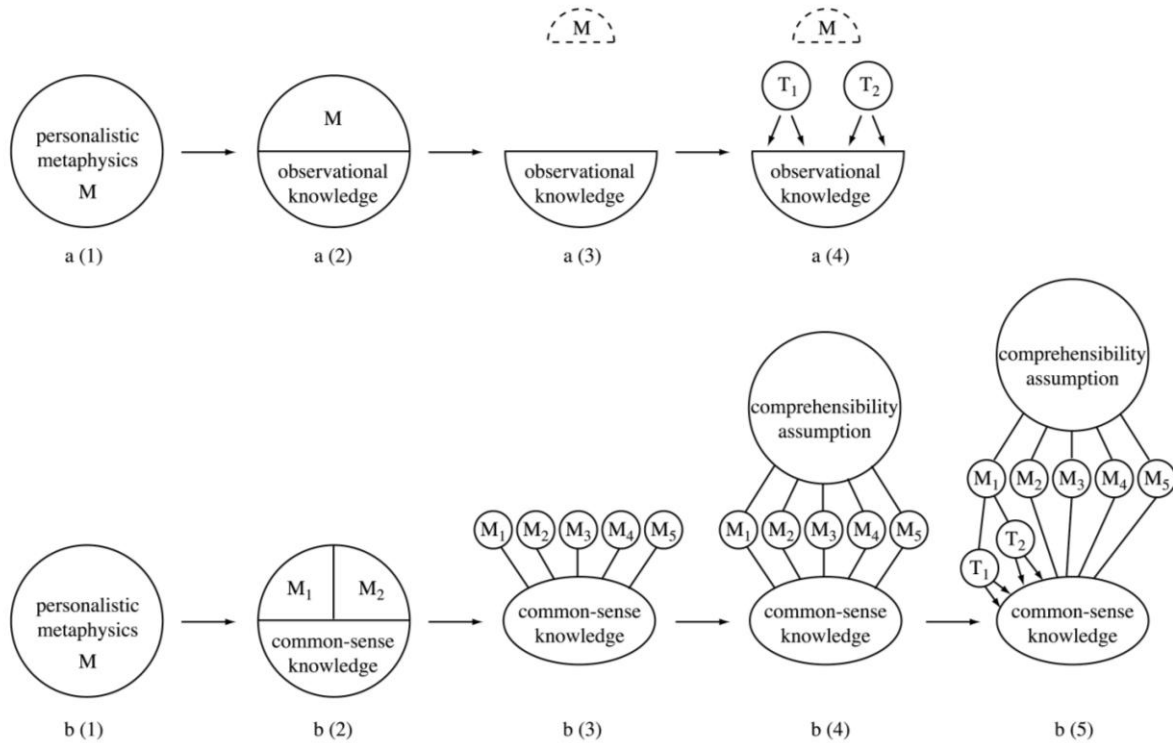 M
M
personalistic
metaphysics
M
M
observational
knowledge
observational
knowledge
T₁
T₂
observational
knowledge
a (1)
a (2)
a (3)
a (4)
personalistic
metaphysics
M
M₁
M₂
common-sense
knowledge
M₁
M₂
M₃
M₄
M₅
common-sense
knowledge
comprehensibility
assumption
M₁
M₂
M₃
M₄
M₅
common-sense
knowledge
comprehensibility
assumption
M₁
M₂
M₃
M₄
M₅
T₂
T₁
common-sense
knowledge
b (1)
b (2)
b (3)
b (4)
b (5)